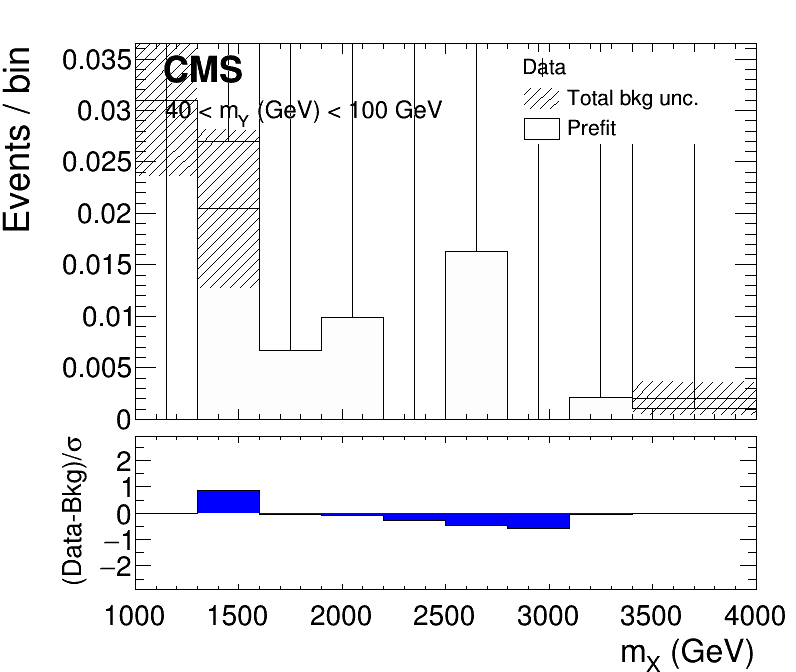 CMS
40 < mY (GeV) < 100 GeV
Data
Total bkg unc.
Prefit
Events / bin
0.035
0.03
0.025
0.02
0.015
0.01
0.005
0
(Data-Bkg)/σ
2
1
0
−1
−2
1000 1500 2000 2500 3000 3500 4000
mX (GeV)